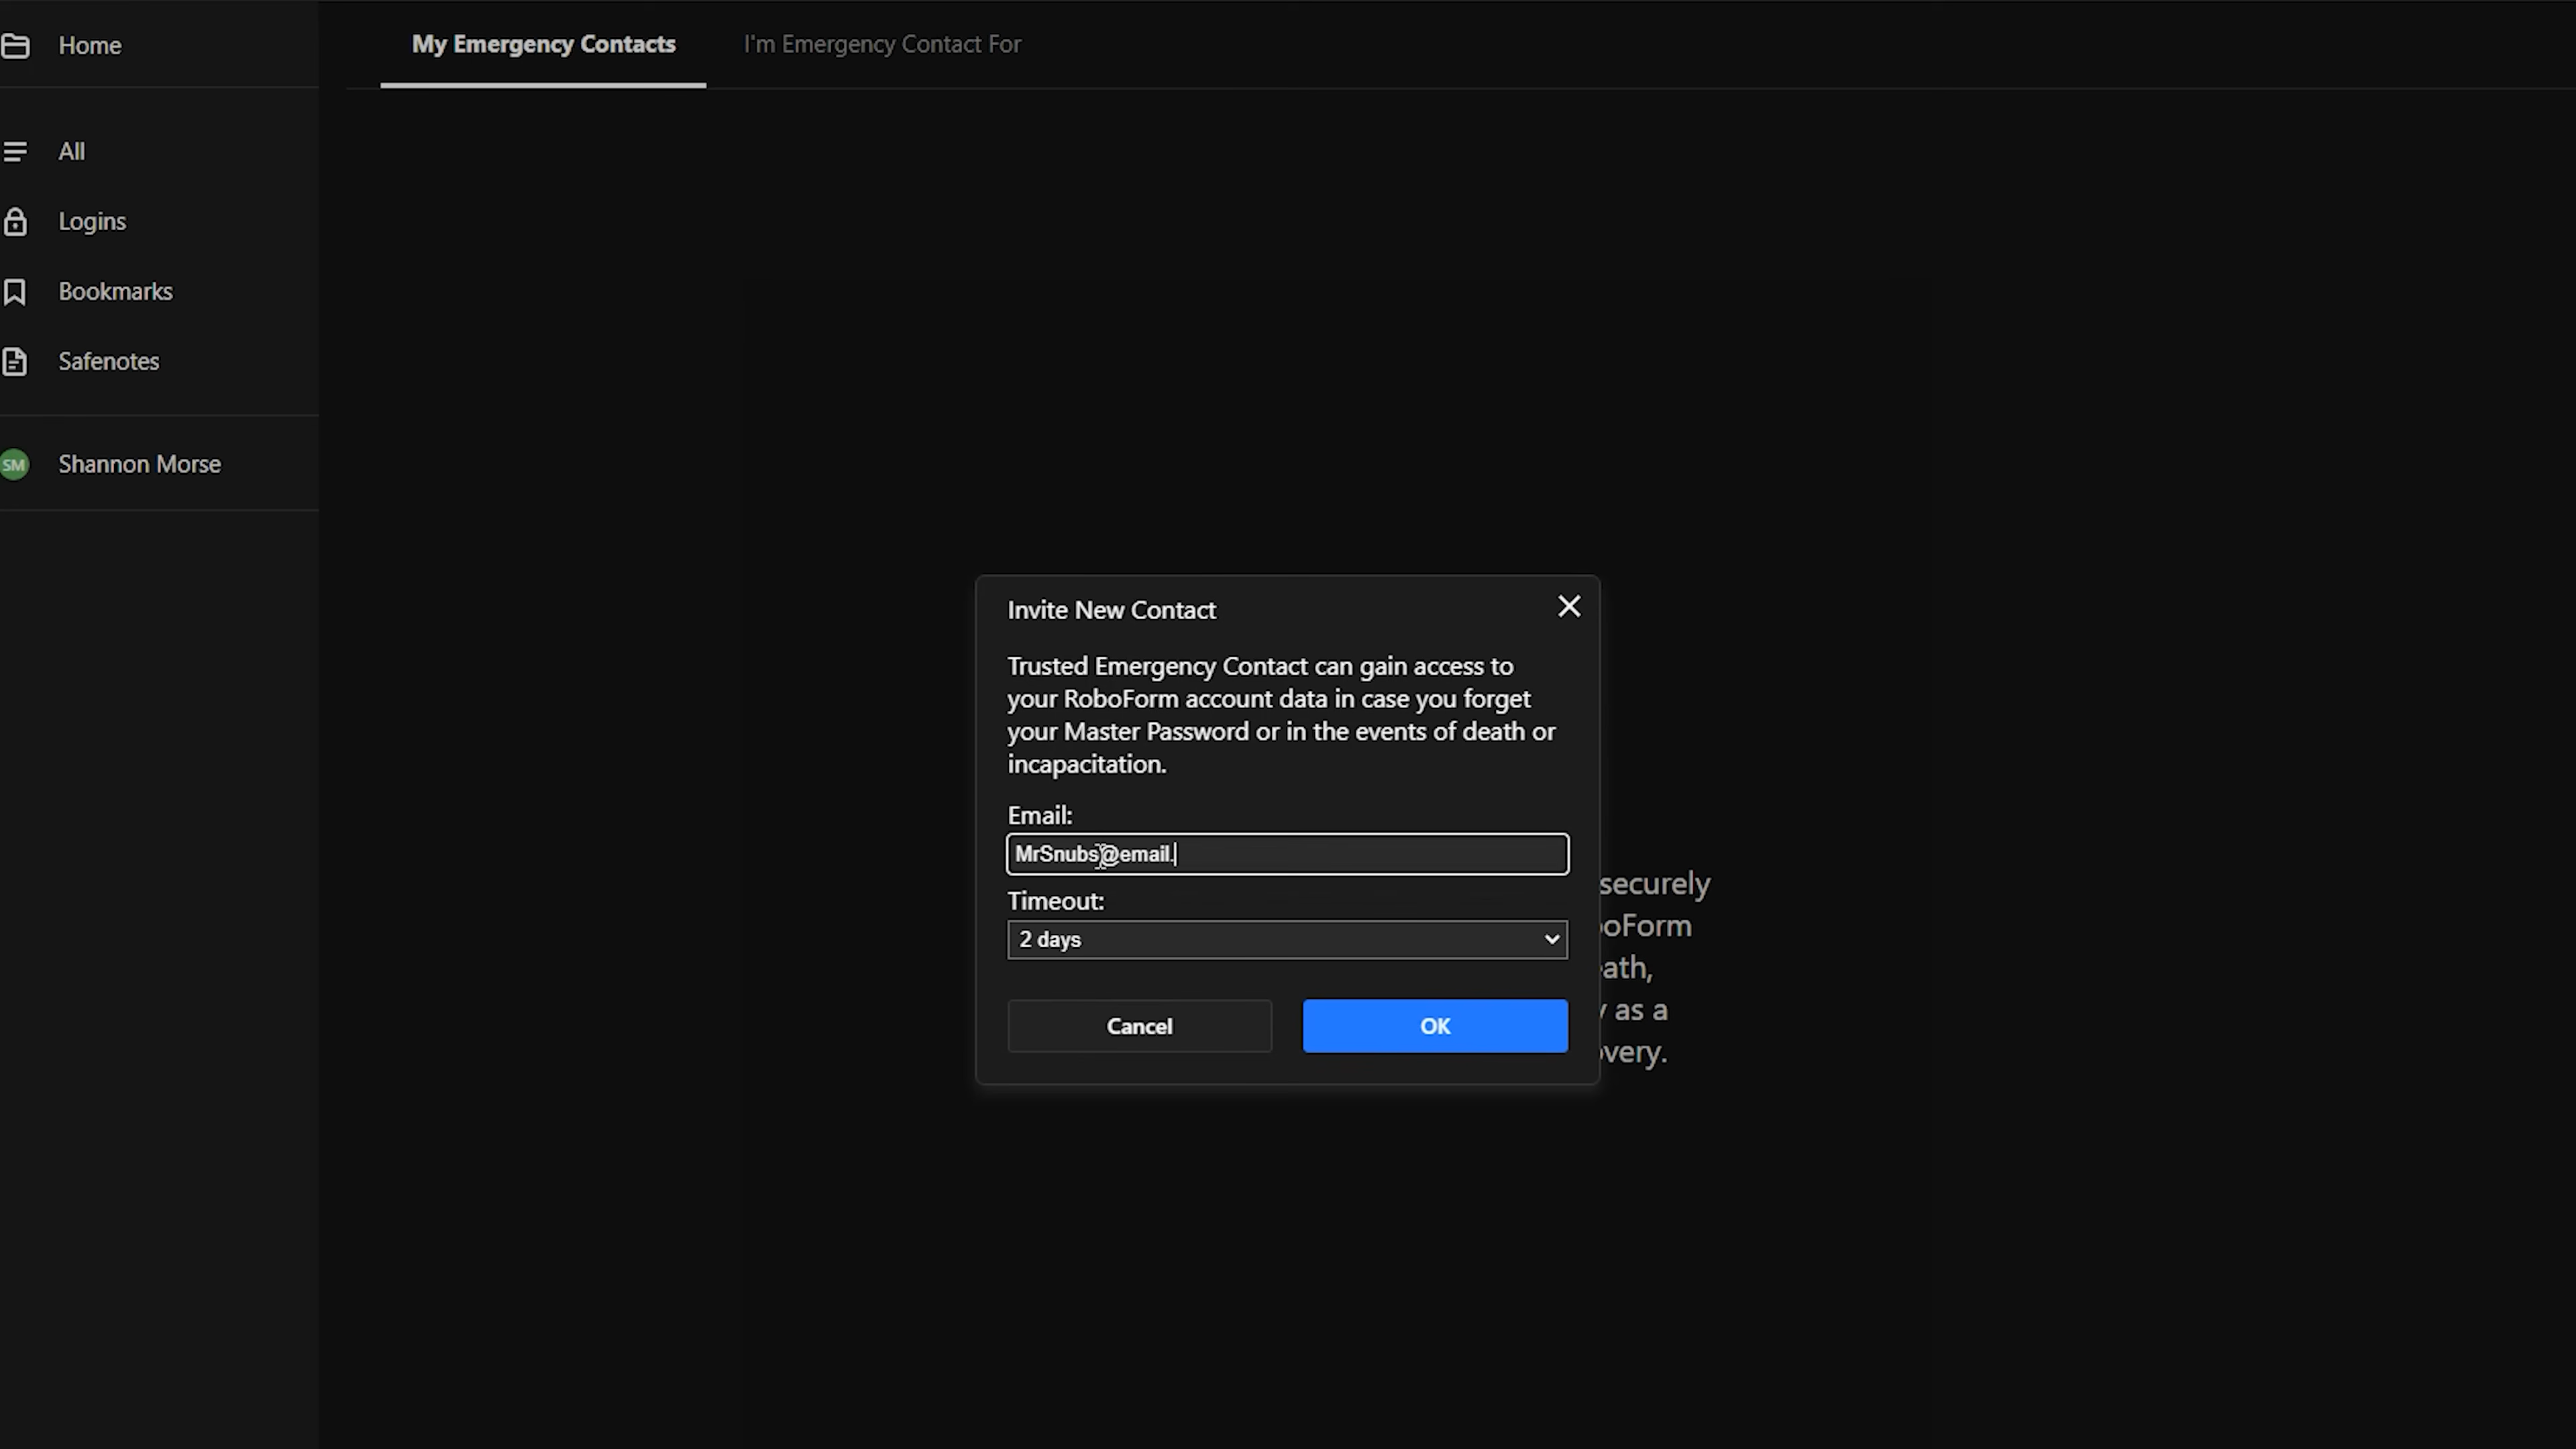 Home
My Emergency Contacts
I'm Emergency Contact For
All
Logins
Bookmarks
Safenotes
SM
Shannon Morse
Invite New Contact
Trusted Emergency Contact can gain access to
your RoboForm account data in case you forget
your Master Password or in the events of death or
incapacitation.
Email:
MrSnubs@email.
Timeout:
2 days
Cancel
OK
securely
oForm
ath,
as a
very.